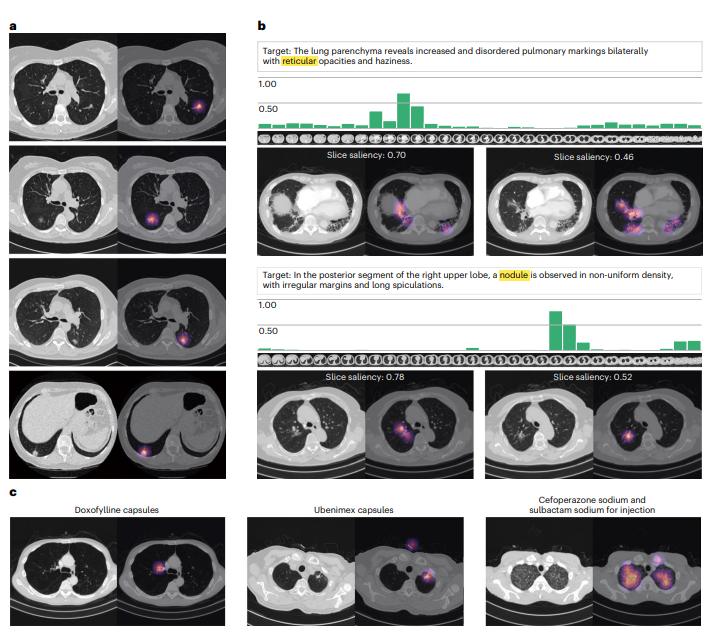 a
b
Target: The lung parenchyma reveals increased and disordered pulmonary markings bilaterally
with reticular opacities and haziness.
1.00
0.50
Slice saliency: 0.70
Slice saliency: 0.46
Target: In the posterior segment of the right upper lobe, a nodule is observed in non-uniform density,
with irregular margins and long spiculations.
1.00
0.50
Slice saliency: 0.78
Slice saliency: 0.52
c
Doxofylline capsules
Ubenimex capsules
Cefoperazone sodium and
sulbactam sodium for injection